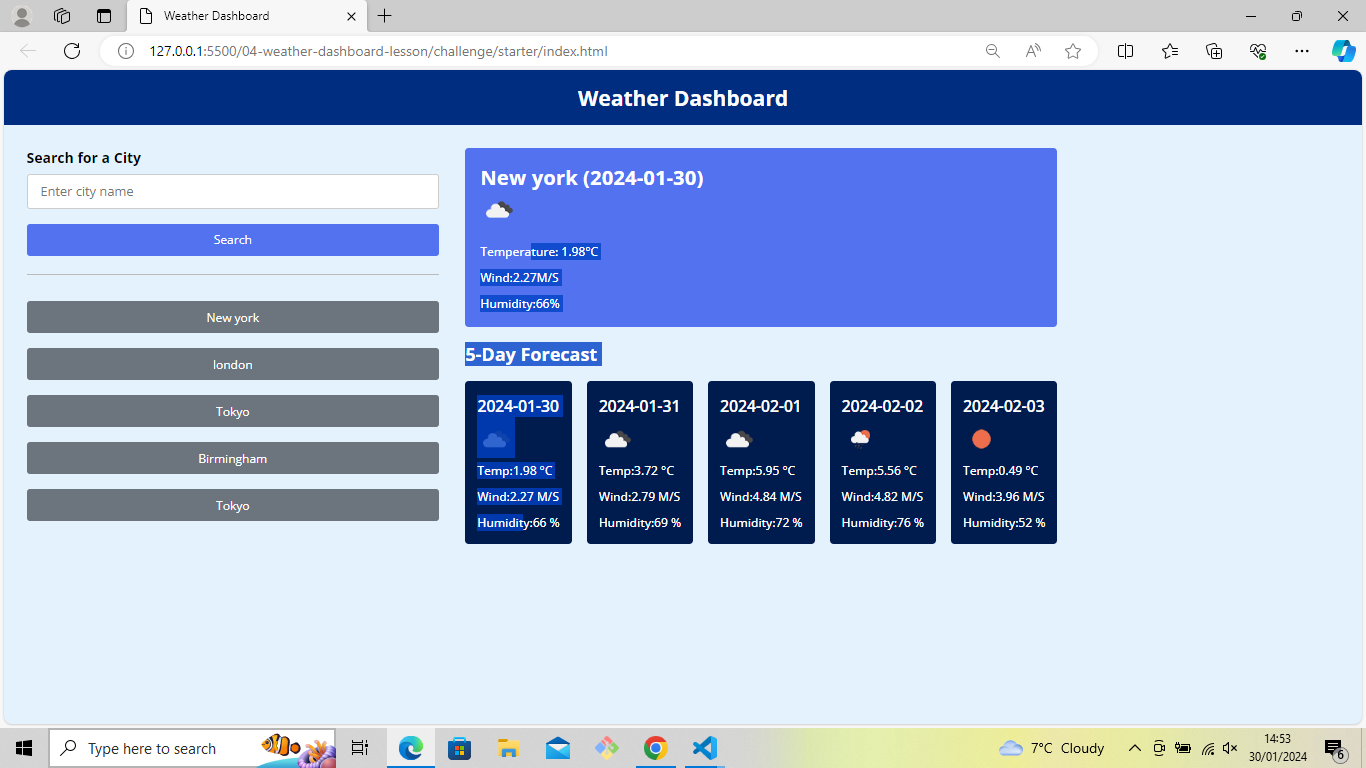 Weather Dashboard
127.0.0.1:5500/04-weather-dashboard-lesson/challenge/starter/index.html
Weather Dashboard
Search for a City
Enter city name
Search
New york
london
Tokyo
Birmingham
Tokyo
New york (2024-01-30)
Temperature: 1.98°C
Wind:2.27M/S
Humidity:66%
5-Day Forecast
2024-01-30
Temp:1.98 °C
Wind:2.27 M/S
Humidity:66 %
2024-01-31
Temp:3.72 °C
Wind:2.79 M/S
Humidity:69 %
2024-02-01
Temp:5.95 °C
Wind:4.84 M/S
Humidity:72 %
2024-02-02
Temp:5.56 °C
Wind:4.82 M/S
Humidity:76 %
2024-02-03
Temp:0.49 °C
Wind:3.96 M/S
Humidity:52 %
Type here to search
7°C Cloudy
14:53
30/01/2024
6